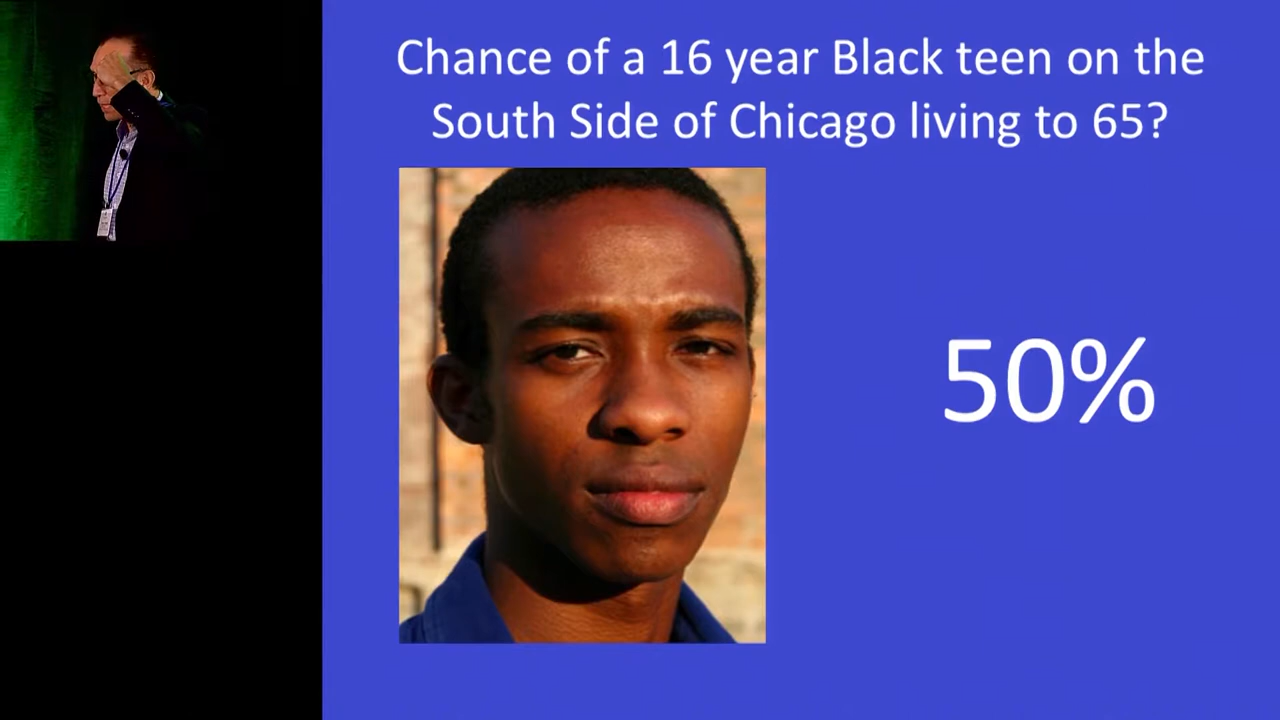 Chance of a 16 year Black teen on the
South Side of Chicago living to 65?
50%